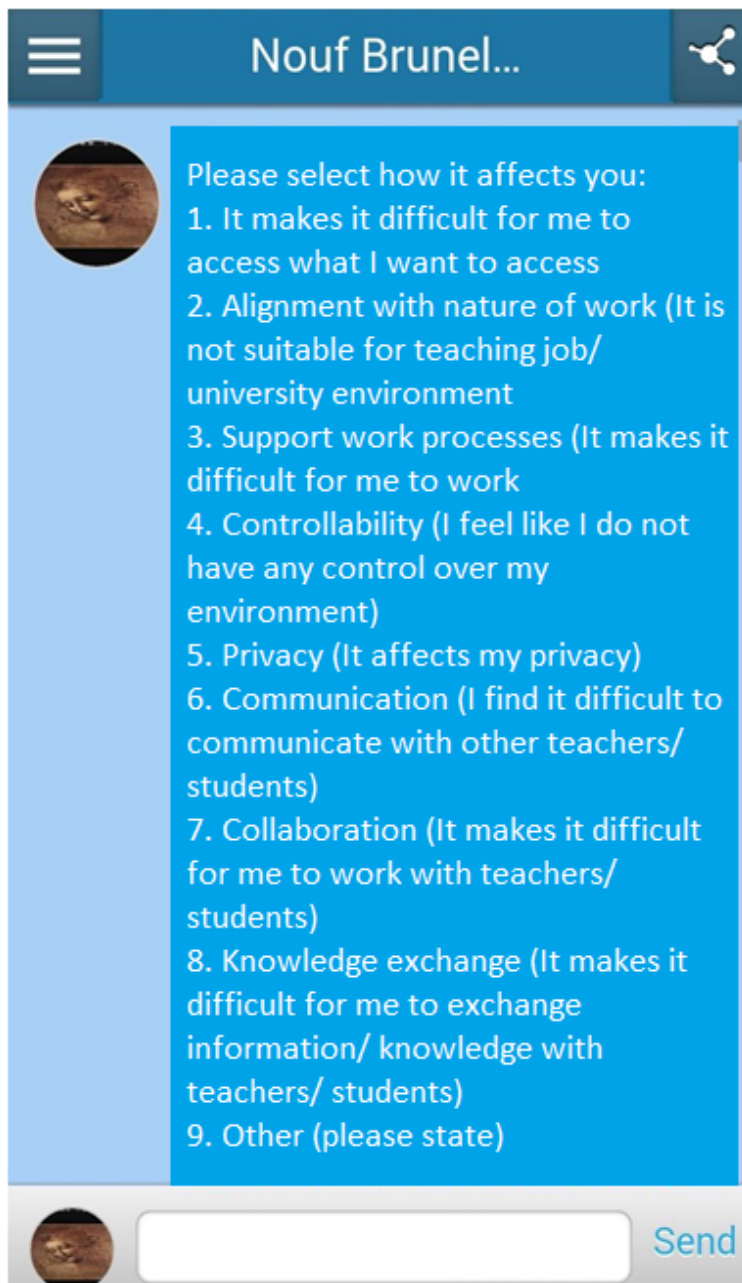 Nouf Brunel...
Please select how it affects you:
1. It makes it difficult for me to
access what I want to access
2. Alignment with nature of work (It is
not suitable for teaching job/
university environment
3. Support work processes (It makes it
difficult for me to work
4. Controllability (I feel like I do not
have any control over my
environment)
5. Privacy (It affects my privacy)
6. Communication (I find it difficult to
communicate with other teachers/
students)
7. Collaboration (It makes it difficult
for me to work with teachers/
students)
8. Knowledge exchange (It makes it
difficult for me to exchange
information/ knowledge with
teachers/ students)
9. Other (please state)
Send